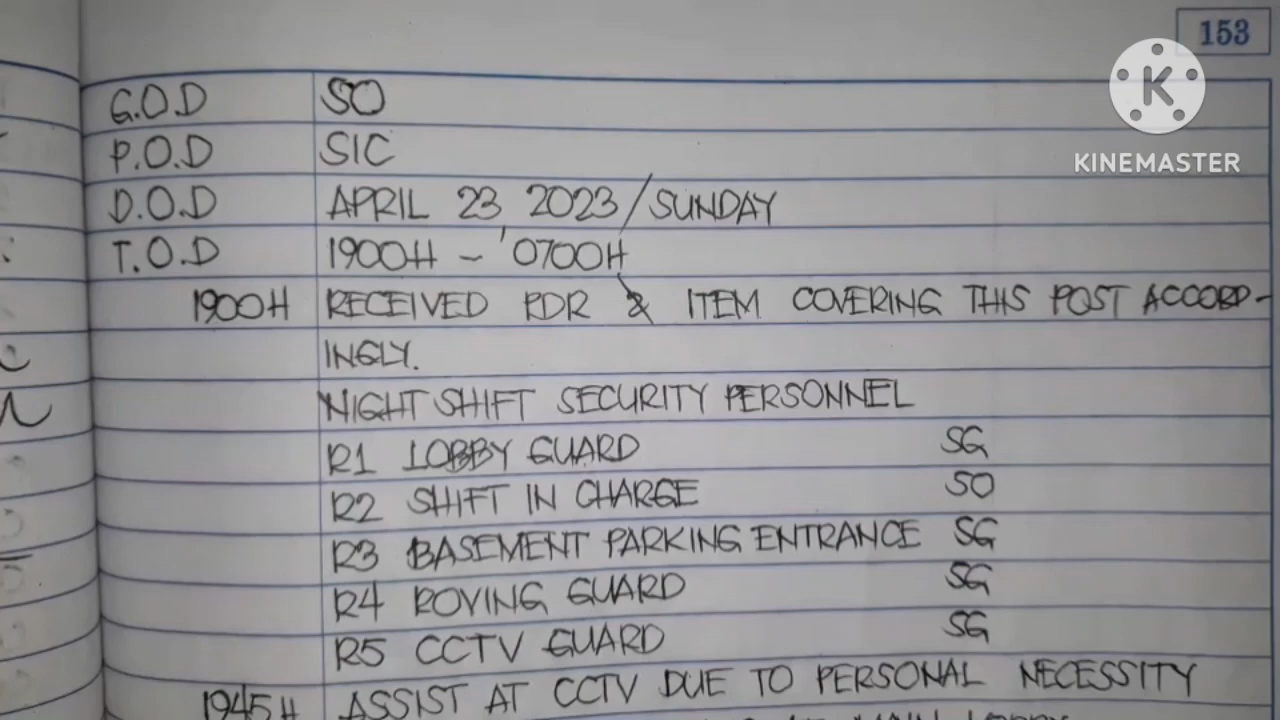 153
KINEMASTER
G.O.D SO
P.O.D SIC
D.O.D APRIL 23 2023/SUNDAY
T.O.D 1900H - '0700H
1900H RECEIVED PDR & ITEM COVERING THIS POST ACCORD-
INGLY.
NIGHT SHIFT SECURITY PERSONNEL
R1 LOBBY GUARD SG
R2 SHIFT IN CHARGE SO
R3 BASEMENT PARKING ENTRANCE SG
R4 ROVING GUARD SG
R5 CCTV GUARD SG
1945H ASSIST AT CCTV DUE TO PERSONAL NECESSITY